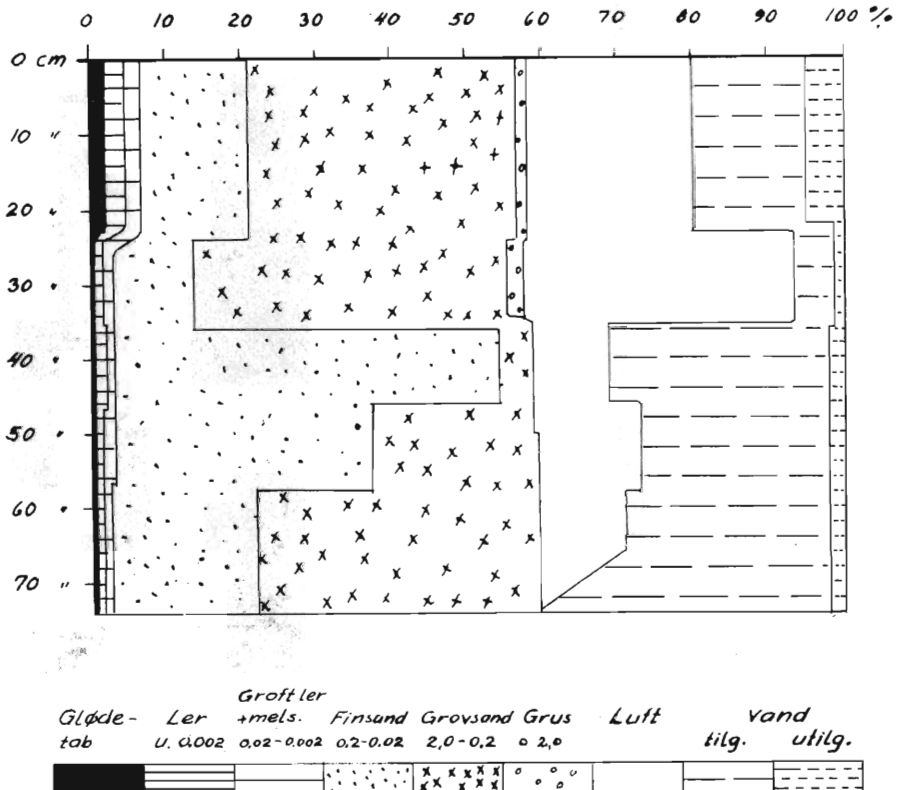 0 10 20 30 40 50 60 70 80 90 100 %
0 cm
10 "
20 "
30 "
40 "
50 "
60 "
70 "
Groft ler
Gløde- Ler +mels. Finsand Grovsand Grus Luft Vand
tab U. 0.002 0,02-0,002 0,2-0,02 2,0-0,2 o 2,0 tilg. utilg.